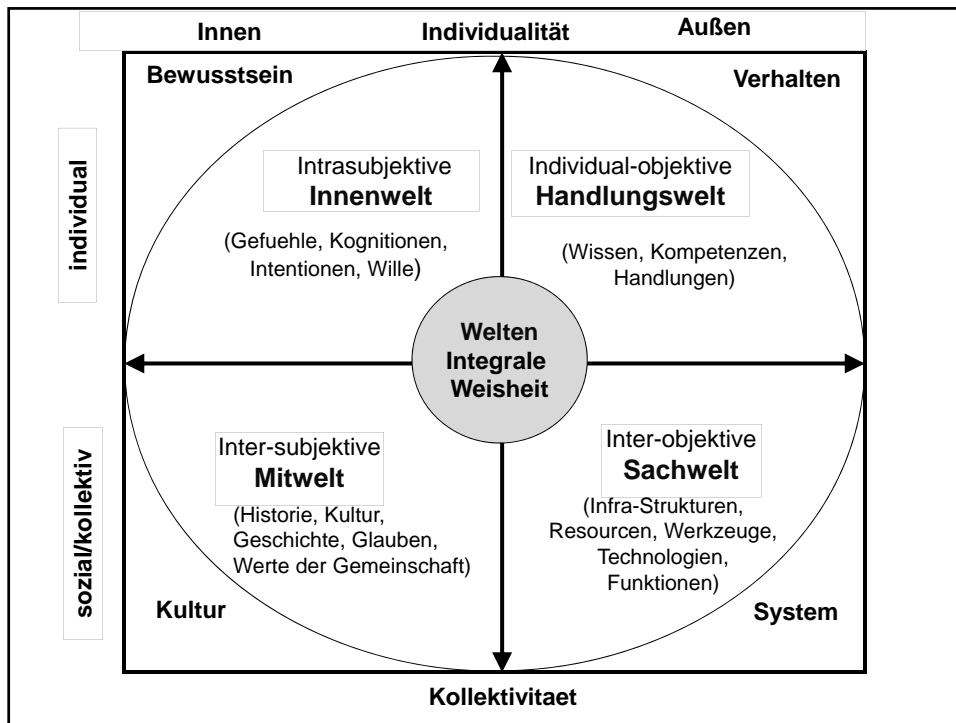 Innen
Individualität
Außen
Bewusstsein
Verhalten
individual
Intrasubjektive
Innenwelt
(Gefuehle, Kognitionen,
Intentionen, Wille)
Individual-objektive
Handlungswelt
(Wissen, Kompetenzen,
Handlungen)
Welten
Integrale
Weisheit
sozial/kollektiv
Inter-subjektive
Mitwelt
(Historie, Kultur,
Geschichte, Glauben,
Werte der Gemeinschaft)
Inter-objektive
Sachwelt
(Infra-Strukturen,
Resourcen, Werkzeuge,
Technologien,
Funktionen)
Kultur
System
Kollektivitaet